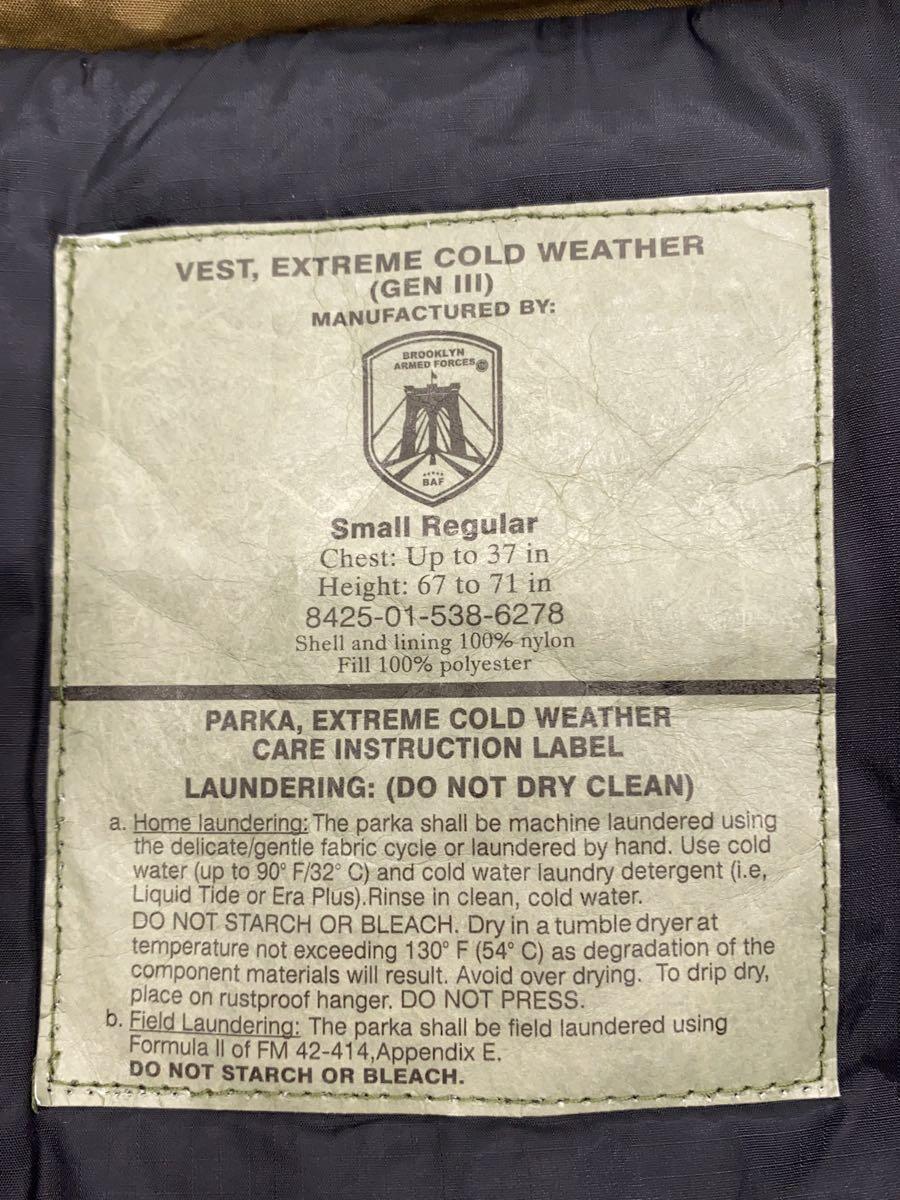 VEST, EXTREME COLD WEATHER
(GEN III)
MANUFACTURED BY:
BROOKLYN
ARMED FORCES
BAF
Small Regular
Chest: Up to 37 in
Height: 67 to 71 in
8425-01-538-6278
Shell and lining 100% nylon
Fill 100% polyester
PARKA, EXTREME COLD WEATHER
CARE INSTRUCTION LABEL
LAUNDERING: (DO NOT DRY CLEAN)
a. Home laundering: The parka shall be machine laundered using
the delicate/gentle fabric cycle or laundered by hand. Use cold
water (up to 90° F/32° C) and cold water laundry detergent (i.e,
Liquid Tide or Era Plus).Rinse in clean, cold water.
DO NOT STARCH OR BLEACH. Dry in a tumble dryer at
temperature not exceeding 130° F (54° C) as degradation of the
component materials will result. Avoid over drying. To drip dry,
place on rustproof hanger. DO NOT PRESS.
b. Field Laundering: The parka shall be field laundered using
Formula II of FM 42-414,Appendix E.
DO NOT STARCH OR BLEACH.